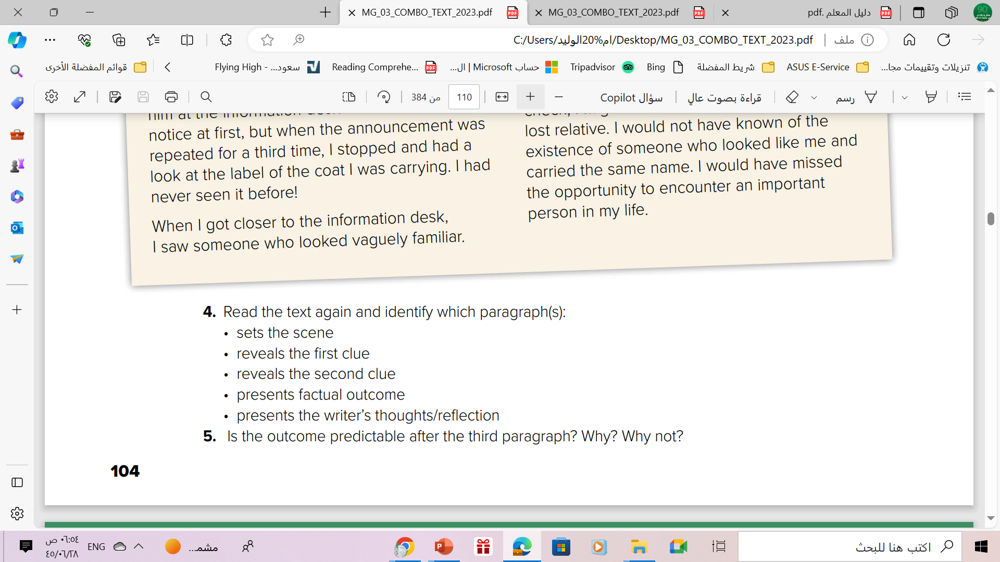 MG_03_COMBO_TEXT_2023.pdf
MG_03_COMBO_TEXT_2023.pdf
دليل المعلم .pdf
C:/Users/ام%20الوليد/Desktop/MG_03_COMBO_TEXT_2023.pdf
ملف
قوائم المفضلة الأخرى
Flying High - سعود...
Reading Comprehe...
حساب Microsoft | ال...
Tripadvisor
Bing
شريط المفضلة
ASUS E-Service
تنزيلات وتقييمات مجا...
من 384
110
سؤال Copilot
قراءة بصوت عالٍ
رسم
notice at first, but when the announcement was
repeated for a third time, I stopped and had a
look at the label of the coat I was carrying. I had
never seen it before!
When I got closer to the information desk,
I saw someone who looked vaguely familiar.
lost relative. I would not have known of the
existence of someone who looked like me and
carried the same name. I would have missed
the opportunity to encounter an important
person in my life.
4. Read the text again and identify which paragraph(s):
• sets the scene
• reveals the first clue
• reveals the second clue
• presents factual outcome
• presents the writer’s thoughts/reflection
5. Is the outcome predictable after the third paragraph? Why? Why not?
104
٠٦:٥٤ ص
٤٥/٠٦/٢٨
ENG
مشمـ...
اكتب هنا للبحث